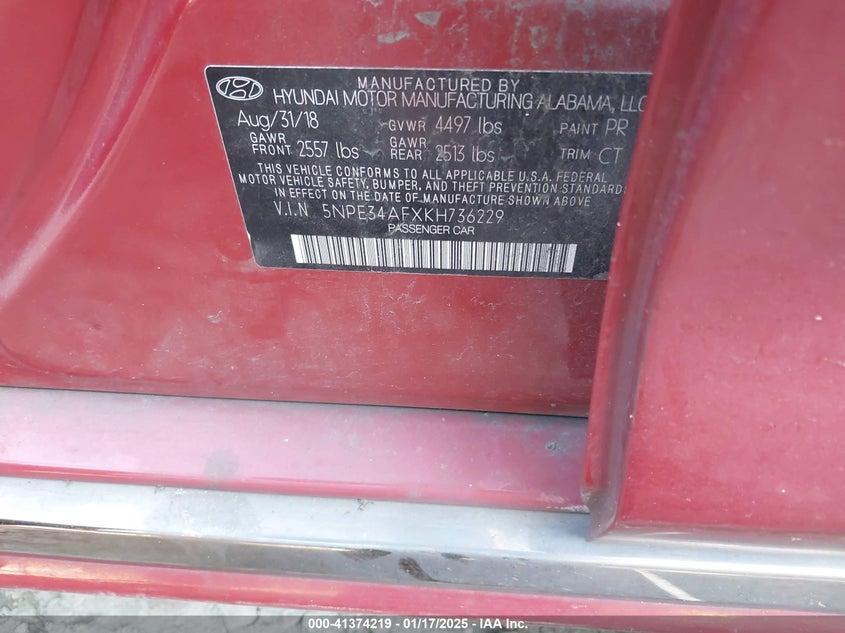 MANUFACTURED BY
HYUNDAI MOTOR MANUFACTURING ALABAMA, LLC
Aug/31/18 GVWR 4497 lbs PAINT PR
GAWR FRONT 2557 lbs GAWR REAR 2513 lbs TRIM CT
THIS VEHICLE CONFORMS TO ALL APPLICABLE U.S.A. FEDERAL
MOTOR VEHICLE SAFETY, BUMPER, AND THEFT PREVENTION STANDARDS
IN EFFECT ON THE DATE OF MANUFACTURE SHOWN ABOVE
V.I.N 5NPE34AFXKH736229
PASSENGER CAR
000-41374219 - 01/17/2025 - IAA Inc.